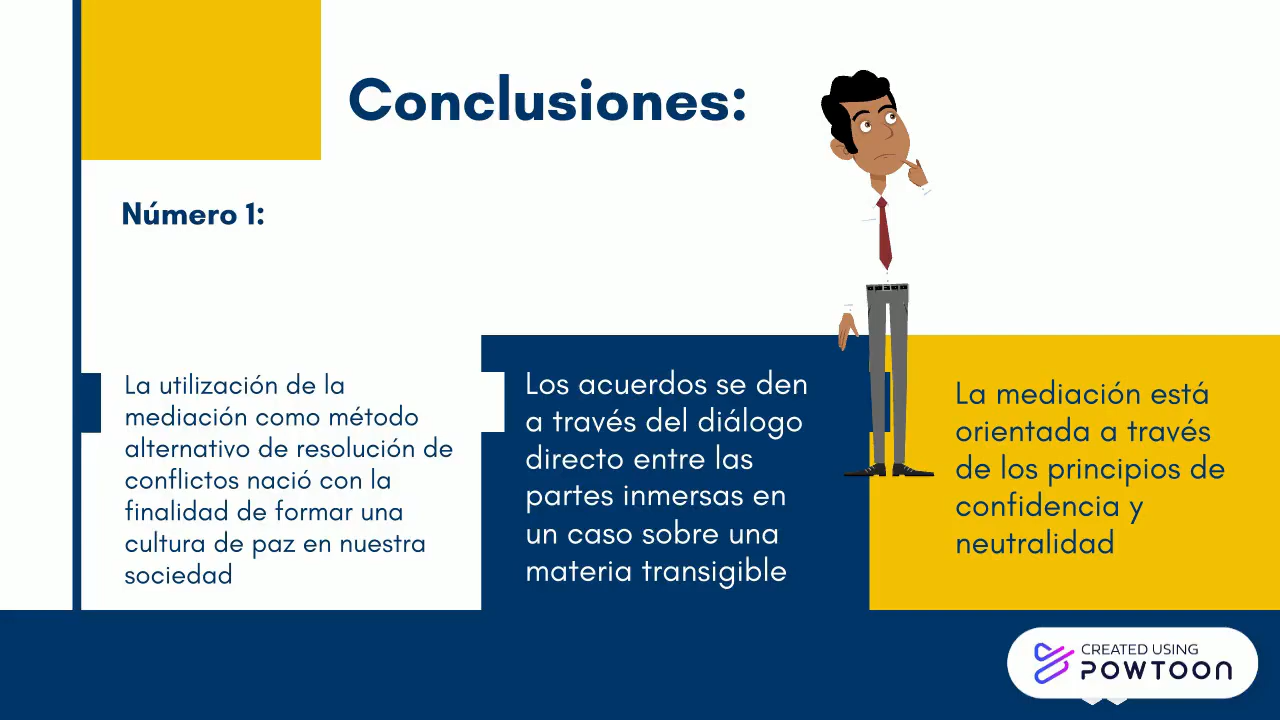 Conclusiones:
Número 1:
La utilización de la
mediación como método
alternativo de resolución de
conflictos nació con la
finalidad de formar una
cultura de paz en nuestra
sociedad
Los acuerdos se den
a través del diálogo
directo entre las
partes inmersas en
un caso sobre una
materia transigible
La mediación está
orientada a través
de los principios de
confidencia y
neutralidad
CREATED USING
POWTOON